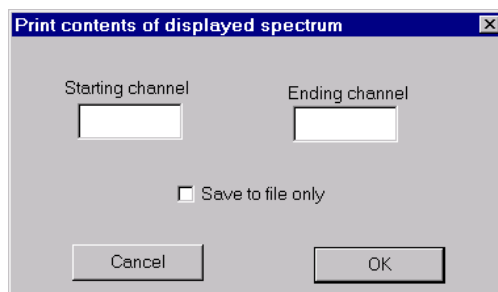 Print contents of displayed spectrum
Starting channel
Ending channel
Save to file only
Cancel
OK